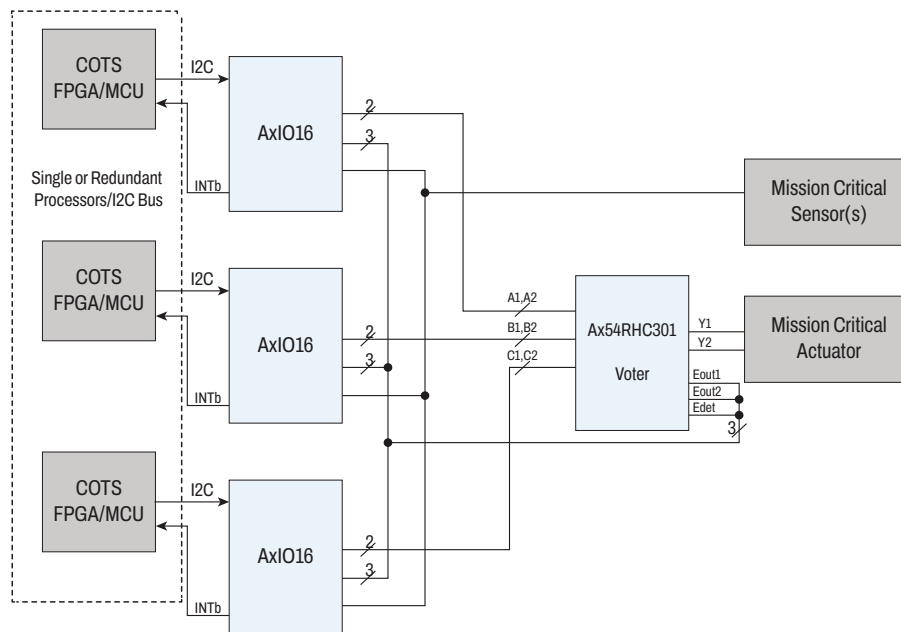 COTS
FPGA/MCU
I2C
INTb
AxIO16
2
3
Single or Redundant
Processors/I2C Bus
Mission Critical
Sensor(s)
COTS
FPGA/MCU
I2C
INTb
AxIO16
2
3
A1,A2
B1,B2
C1,C2
Ax54RHC301
Voter
Y1
Y2
Eout1
Eout2
Edet
3
Mission Critical
Actuator
COTS
FPGA/MCU
I2C
INTb
AxIO16
2
3